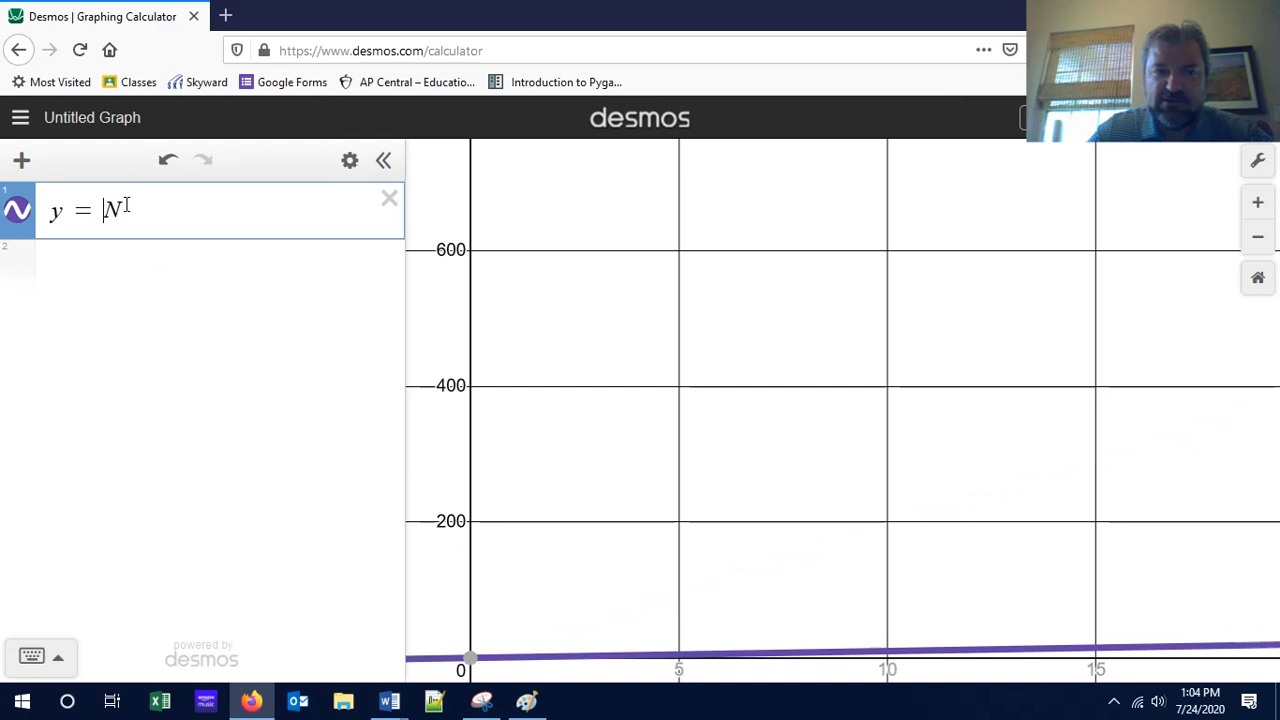 Desmos | Graphing Calculator
https://www.desmos.com/calculator
Most Visited Classes Skyward Google Forms AP Central – Educatio... Introduction to Pyga...
Untitled Graph desmos
1
y = N
2
600
400
200
0 5 10 15
powered by
desmos
1:04 PM
7/24/2020